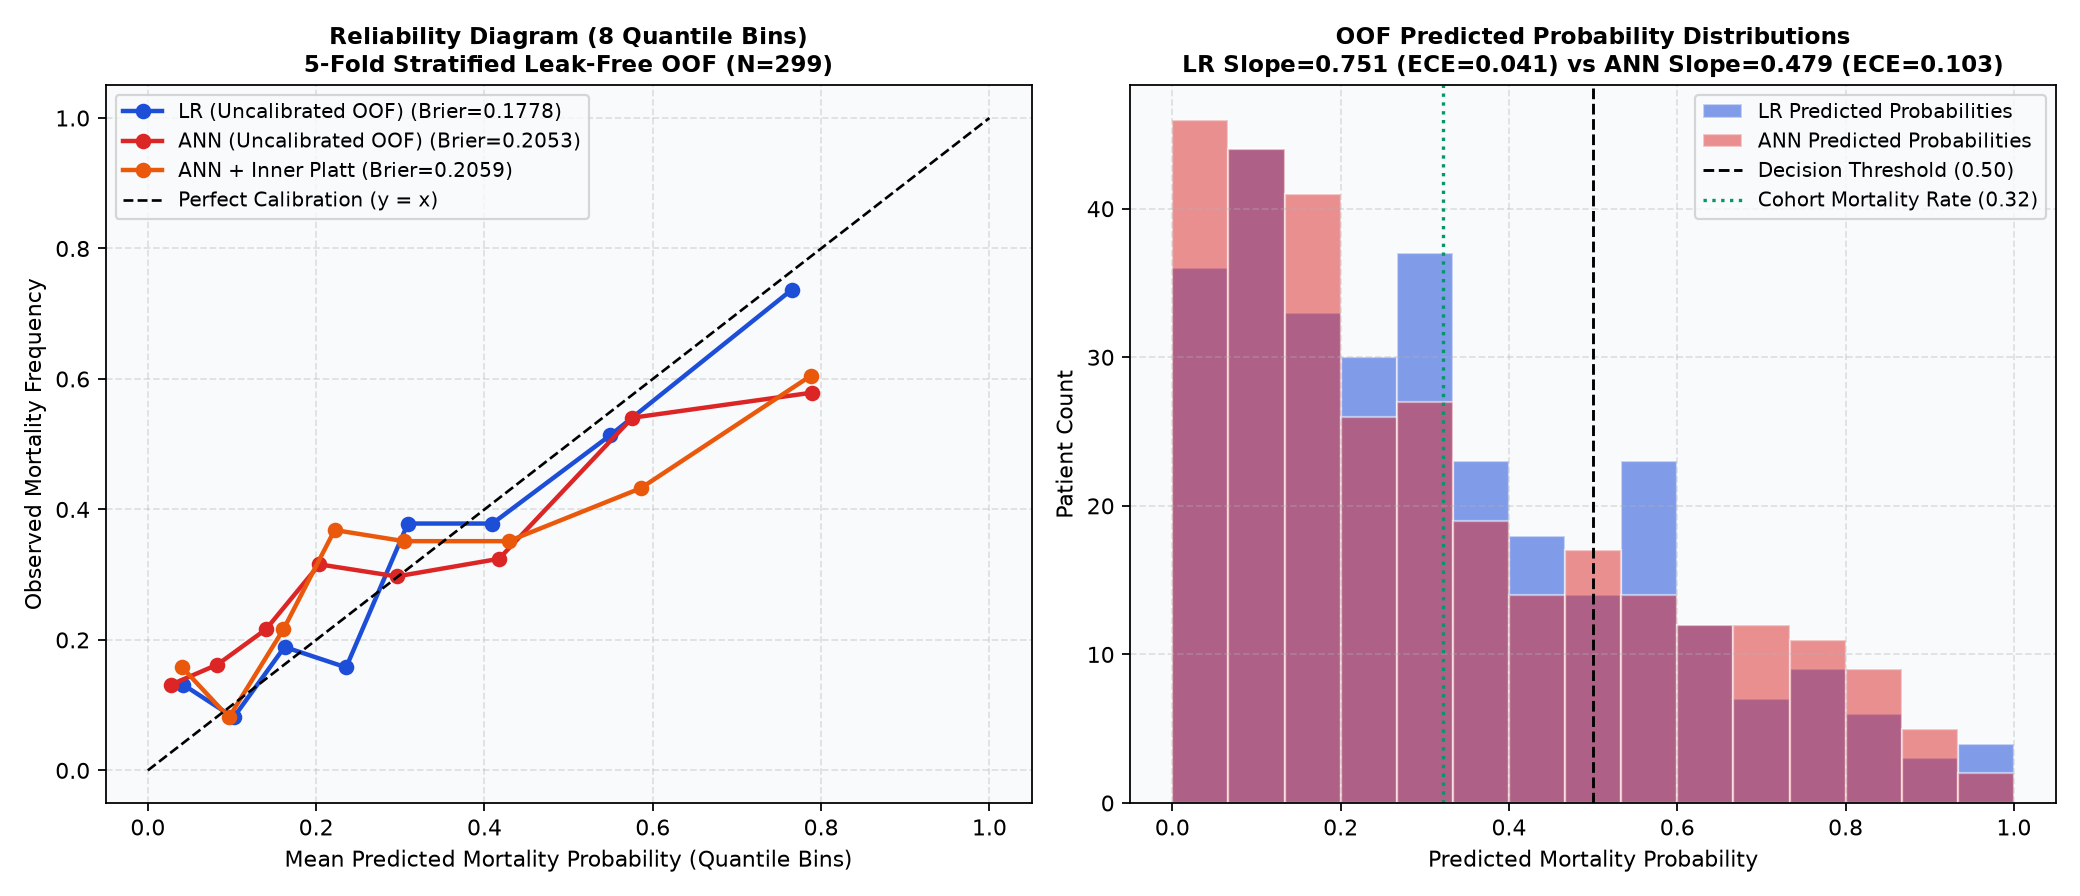 Reliability Diagram (8 Quantile Bins)
5-Fold Stratified Leak-Free OOF (N=299)
LR (Uncalibrated OOF) (Brier=0.1778)
ANN (Uncalibrated OOF) (Brier=0.2053)
ANN + Inner Platt (Brier=0.2059)
Perfect Calibration (y = x)
Observed Mortality Frequency
1.0
0.8
0.6
0.4
0.2
0.0
0.0 0.2 0.4 0.6 0.8 1.0
Mean Predicted Mortality Probability (Quantile Bins)
OOF Predicted Probability Distributions
LR Slope=0.751 (ECE=0.041) vs ANN Slope=0.479 (ECE=0.103)
LR Predicted Probabilities
ANN Predicted Probabilities
Decision Threshold (0.50)
Cohort Mortality Rate (0.32)
Patient Count
40
30
20
10
0
0.0 0.2 0.4 0.6 0.8 1.0
Predicted Mortality Probability